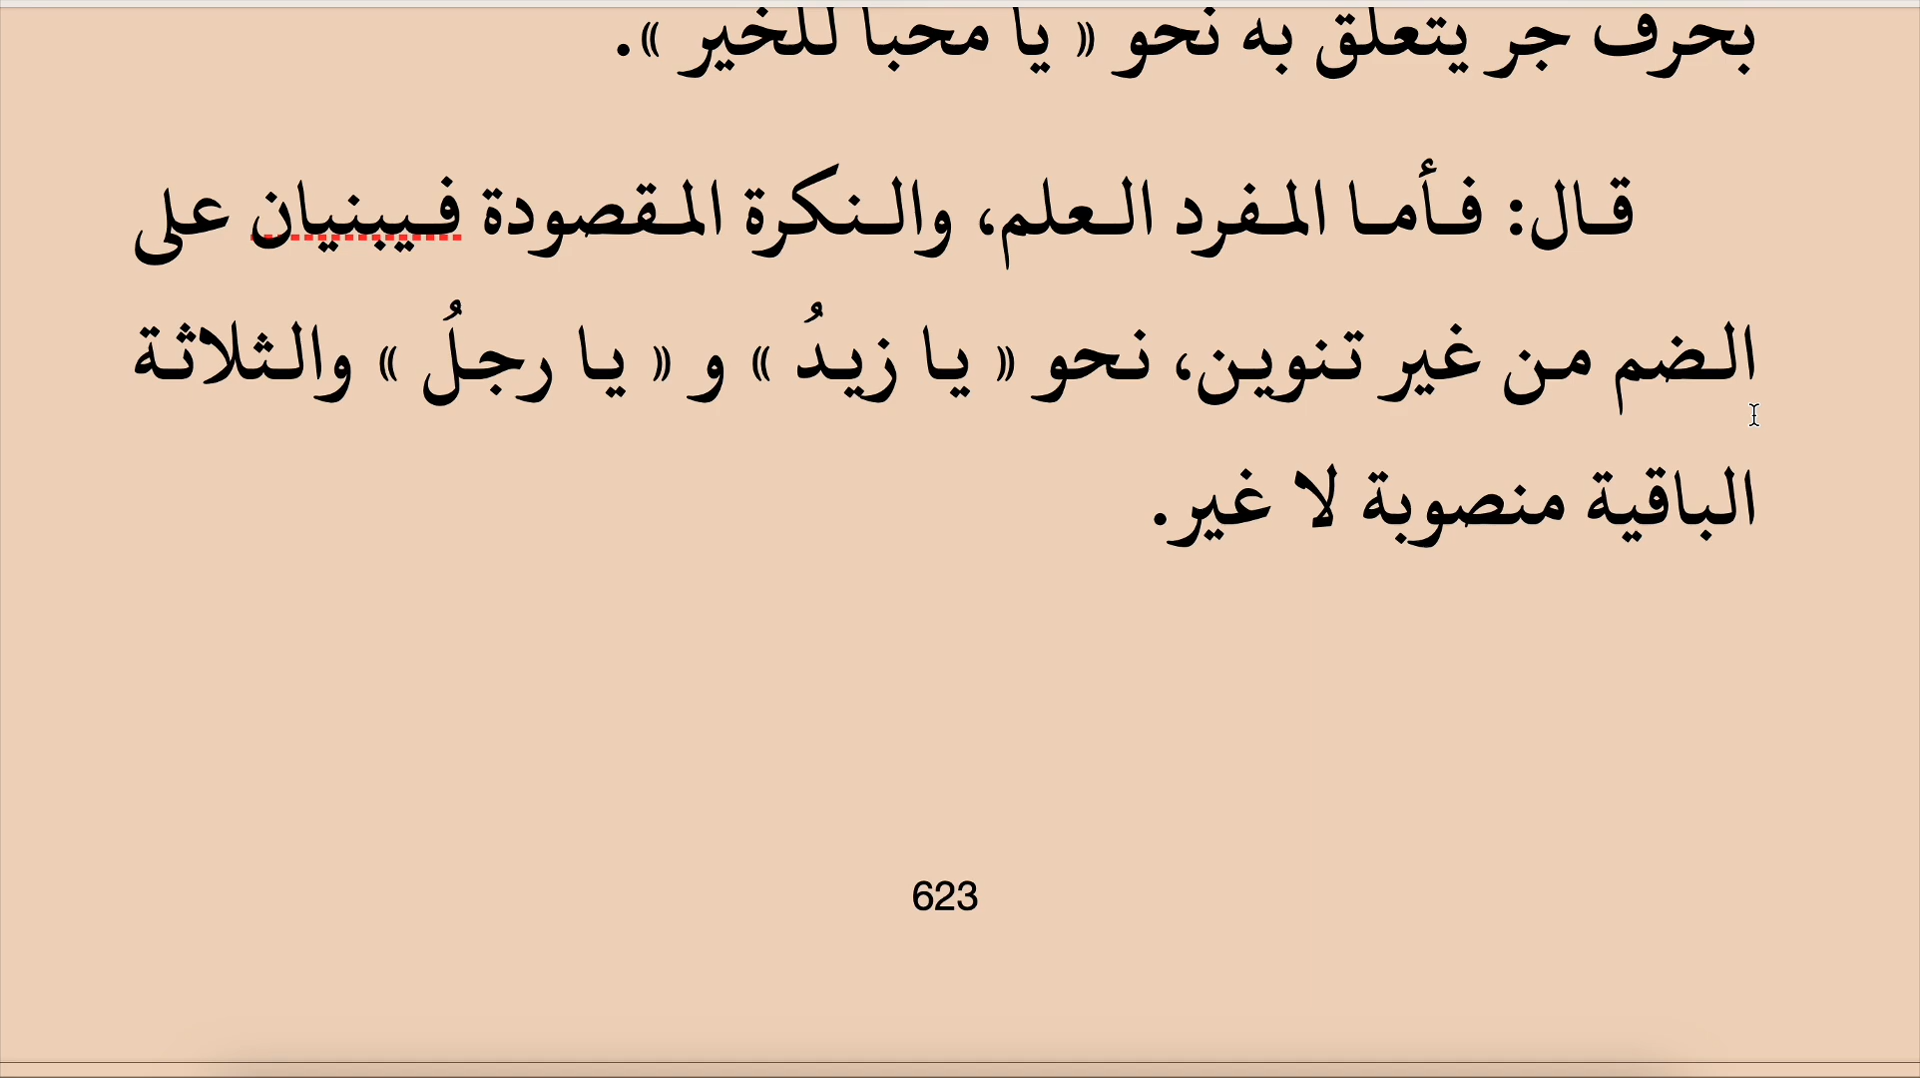 بحرف جر يتعلق به نحو « يا محبا للخير ».
قال: فأما المفرد العلم، والنكرة المقصودة فيبنيان على
الضم من غير تنوين، نحو « يا زيدُ » و « يا رجلُ » والثلاثة
الباقية منصوبة لا غير.
623